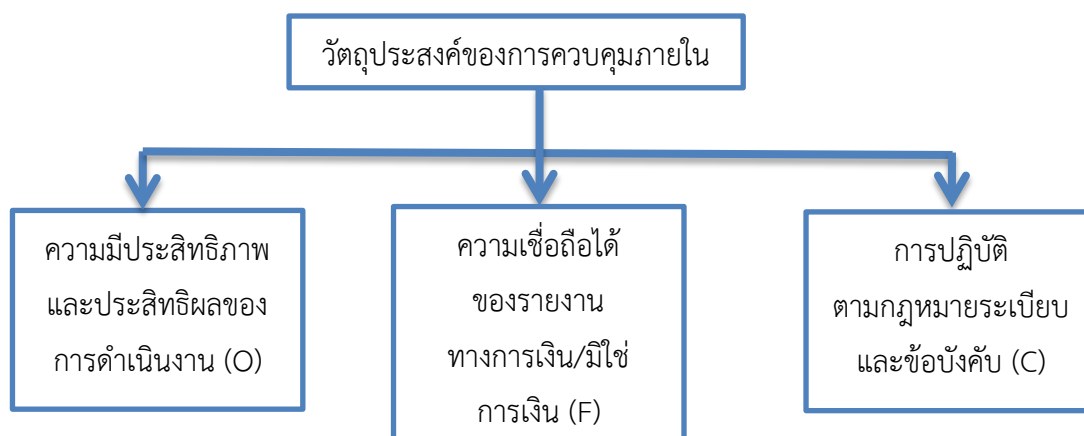 วัตถุประสงค์ของการควบคุมภายใน
ความมีประสิทธิภาพ
และประสิทธิผลของ
การดำเนินงาน (O)
ความเชื่อถือได้
ของรายงาน
ทางการเงิน/มิใช่
การเงิน (F)
การปฏิบัติ
ตามกฎหมายระเบียบ
และข้อบังคับ (C)